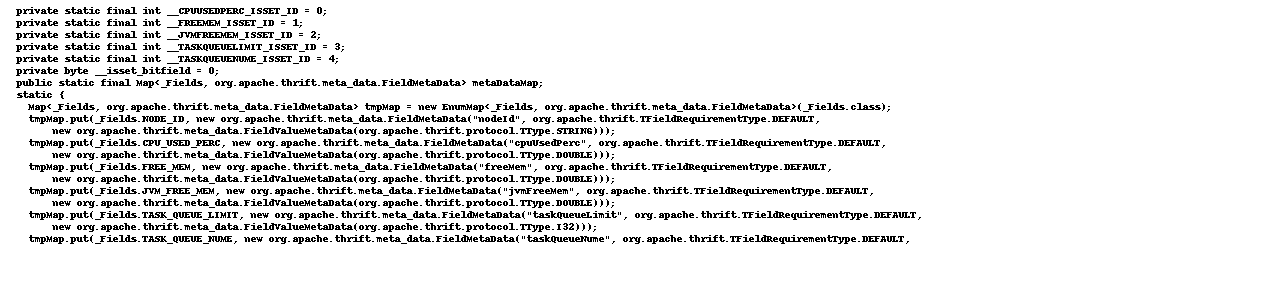 private static final int __CPUUSEDPERC_ISSET_ID = 0;
private static final int __FREEMEM_ISSET_ID = 1;
private static final int __JVMFREEMEM_ISSET_ID = 2;
private static final int __TASKQUEUELIMIT_ISSET_ID = 3;
private static final int __TASKQUEUENUME_ISSET_ID = 4;
private byte __isset_bitfield = 0;
public static final Map<_Fields, org.apache.thrift.meta_data.FieldMetaData> metaDataMap;
static {
Map<_Fields, org.apache.thrift.meta_data.FieldMetaData> tmpMap = new EnumMap<_Fields, org.apache.thrift.meta_data.FieldMetaData>(_Fields.class);
tmpMap.put(_Fields.NODE_ID, new org.apache.thrift.meta_data.FieldMetaData("nodeId", org.apache.thrift.TFieldRequirementType.DEFAULT,
new org.apache.thrift.meta_data.FieldValueMetaData(org.apache.thrift.protocol.TType.STRING)));
tmpMap.put(_Fields.CPU_USED_PERC, new org.apache.thrift.meta_data.FieldMetaData("cpuUsedPerc", org.apache.thrift.TFieldRequirementType.DEFAULT,
new org.apache.thrift.meta_data.FieldValueMetaData(org.apache.thrift.protocol.TType.DOUBLE)));
tmpMap.put(_Fields.FREE_MEM, new org.apache.thrift.meta_data.FieldMetaData("freeMem", org.apache.thrift.TFieldRequirementType.DEFAULT,
new org.apache.thrift.meta_data.FieldValueMetaData(org.apache.thrift.protocol.TType.DOUBLE)));
tmpMap.put(_Fields.JVM_FREE_MEM, new org.apache.thrift.meta_data.FieldMetaData("jvmFreeMem", org.apache.thrift.TFieldRequirementType.DEFAULT,
new org.apache.thrift.meta_data.FieldValueMetaData(org.apache.thrift.protocol.TType.DOUBLE)));
tmpMap.put(_Fields.TASK_QUEUE_LIMIT, new org.apache.thrift.meta_data.FieldMetaData("taskQueueLimit", org.apache.thrift.TFieldRequirementType.DEFAULT,
new org.apache.thrift.meta_data.FieldValueMetaData(org.apache.thrift.protocol.TType.I32)));
tmpMap.put(_Fields.TASK_QUEUE_NUME, new org.apache.thrift.meta_data.FieldMetaData("taskQueueNume", org.apache.thrift.TFieldRequirementType.DEFAULT,